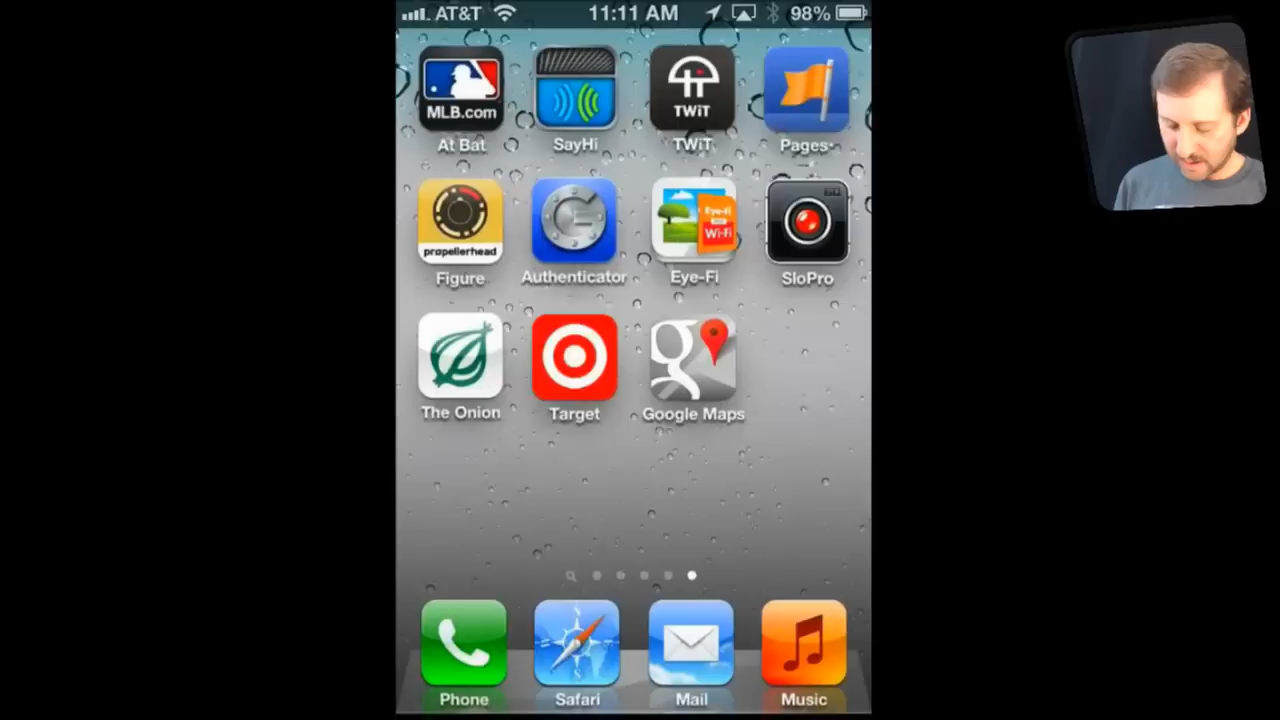 AT&T 11:11 AM 98%
MLB.com
TWiT
At Bat SayHi TWiT Pages
Eye-Fi
Wi-Fi
propellerhead
Figure Authenticator Eye-Fi SloPro
g
The Onion Target Google Maps
Phone Safari Mail Music